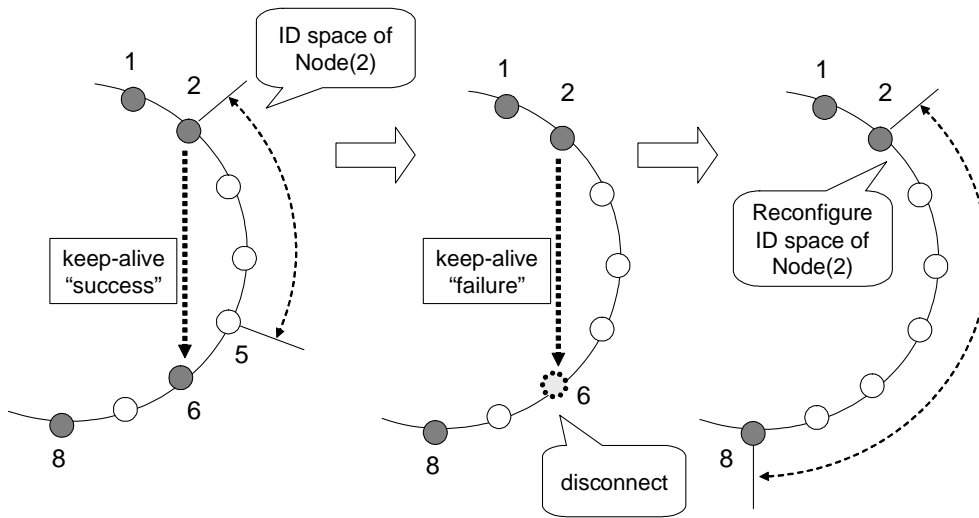 ID space of
Node(2)
1
2
keep-alive
“success”
5
6
8
1
2
keep-alive
“failure”
6
8
disconnect
1
2
Reconfigure
ID space of
Node(2)
8